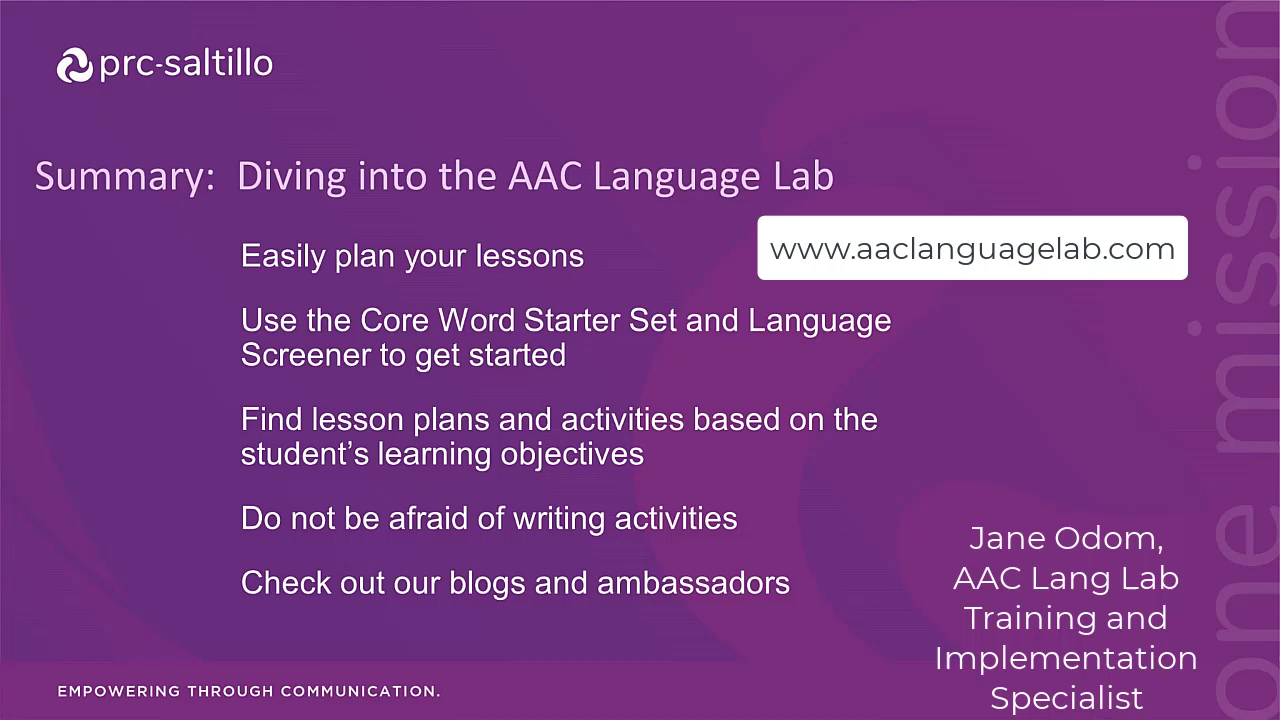 prc-saltillo
Summary:  Diving into the AAC Language Lab
www.aaclanguagelab.com
Easily plan your lessons
Use the Core Word Starter Set and Language
Screener to get started
Find lesson plans and activities based on the
student’s learning objectives
Do not be afraid of writing activities
Check out our blogs and ambassadors
Jane Odom,
AAC Lang Lab
Training and
Implementation
Specialist
EMPOWERING THROUGH COMMUNICATION.
one mission